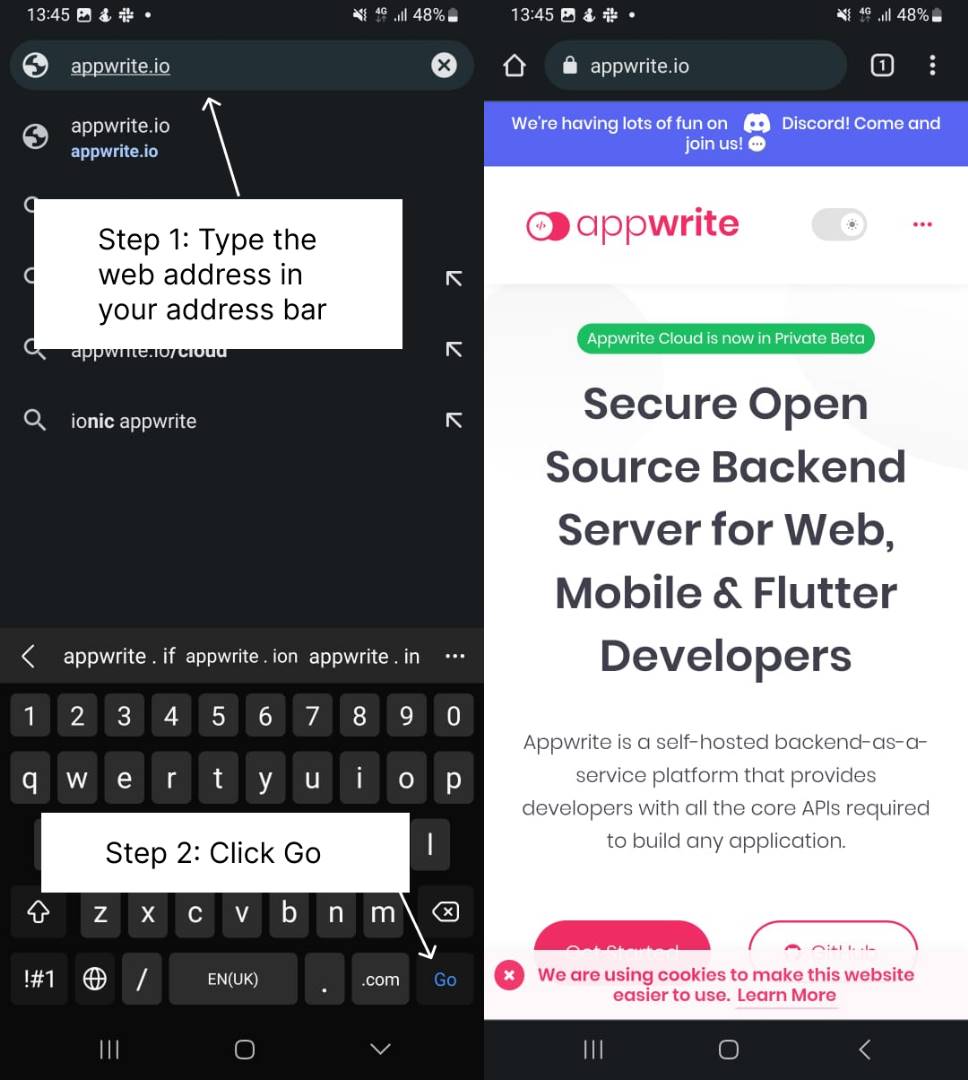 13:45
4G
48%
appwrite.io
appwrite.io
appwrite.io
Step 1: Type the
web address in
your address bar
appwrite.io/cloud
ionic appwrite
appwrite . if appwrite . ion appwrite . in ...
1 2 3 4 5 6 7 8 9 0
q w e r t y u i o p
l
Step 2: Click Go
z x c v b n m
!#1 / EN(UK) . .com Go
13:45
4G
48%
appwrite.io
1
We're having lots of fun on Discord! Come and
join us!
appwrite
Appwrite Cloud is now in Private Beta
Secure Open
Source Backend
Server for Web,
Mobile & Flutter
Developers
Appwrite is a self-hosted backend-as-a-
service platform that provides
developers with all the core APIs required
to build any application.
Get Started GitHub
We are using cookies to make this website
easier to use. Learn More